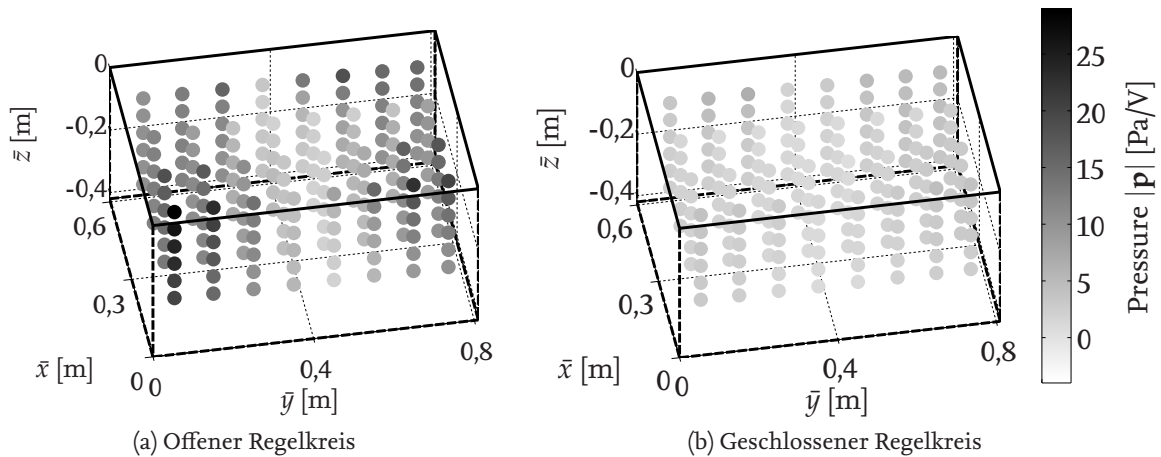 0
-0,2
-0,4
z̄ [m]
0,6
0,3
0
x̄ [m]
0
0,4
0,8
ȳ [m]
(a) Offener Regelkreis
0
-0,2
-0,4
z̄ [m]
0,6
0,3
0
x̄ [m]
0
0,4
0,8
ȳ [m]
(b) Geschlossener Regelkreis
25
20
15
10
5
0
Pressure |p| [Pa/V]